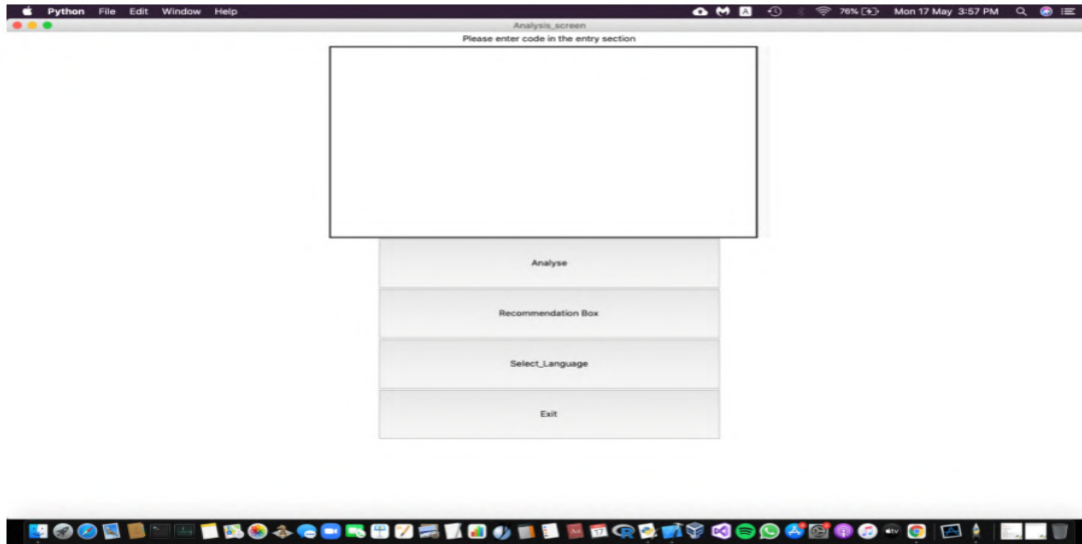 Python File Edit Window Help A 76% Mon 17 May 3:57 PM
Analysis_screen
Please enter code in the entry section
Analyse
Recommendation Box
Select_Language
Exit